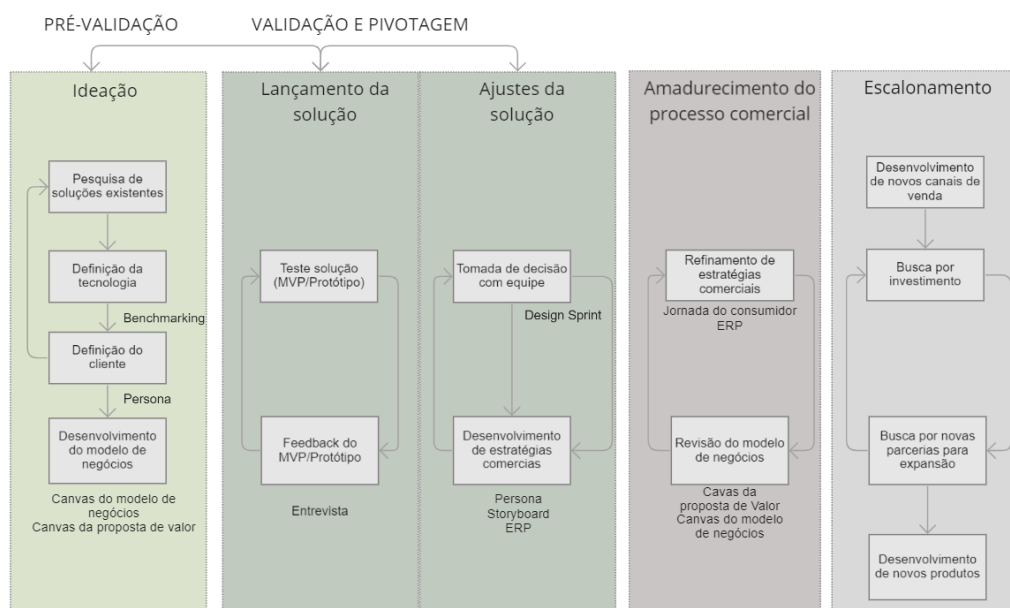 PRÉ-VALIDAÇÃO
VALIDAÇÃO E PIVOTAGEM
Ideação
Pesquisa de
soluções existentes
Definição da
tecnologia
Benchmarking
Definição do
cliente
Persona
Desenvolvimento
do modelo de
negócios
Canvas do modelo de
negócios
Canvas da proposta de valor
Lançamento da
solução
Teste solução
(MVP/Protótipo)
Feedback do
MVP/Protótipo
Entrevista
Ajustes da
solução
Tomada de decisão
com equipe
Design Sprint
Desenvolvimento
de estratégias
comercias
Persona
Storyboard
ERP
Amadurecimento do
processo comercial
Refinamento de
estratégias
comerciais
Jornada do consumidor
ERP
Revisão do modelo
de negócios
Cavas da
proposta de Valor
Canvas do modelo
de negócios
Escalonamento
Desenvolvimento
de novos canais de
venda
Busca por
investimento
Busca por novas
parcerias para
expansão
Desenvolvimento
de novos produtos